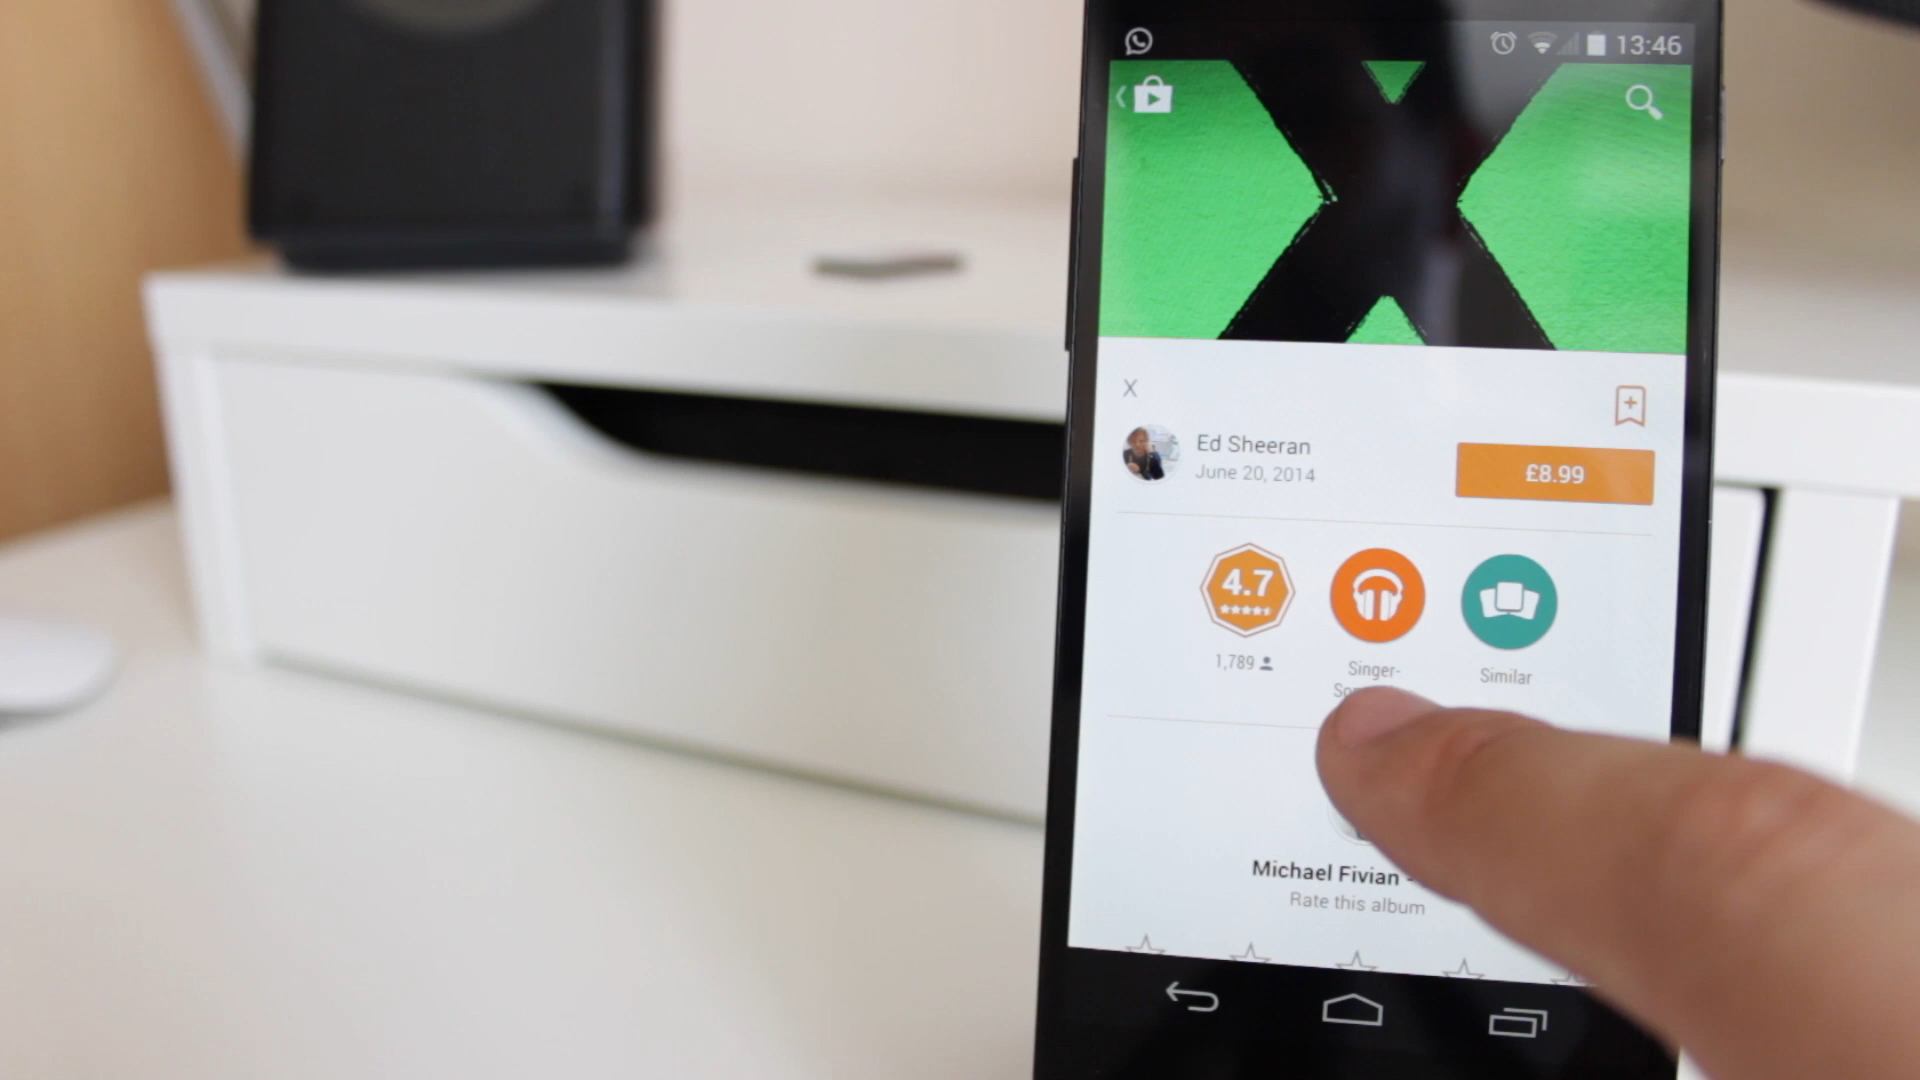 13:46
X
Ed Sheeran
June 20, 2014
£8.99
4.7
1,789
Singer-
Similar
Michael Fivian -
Rate this album